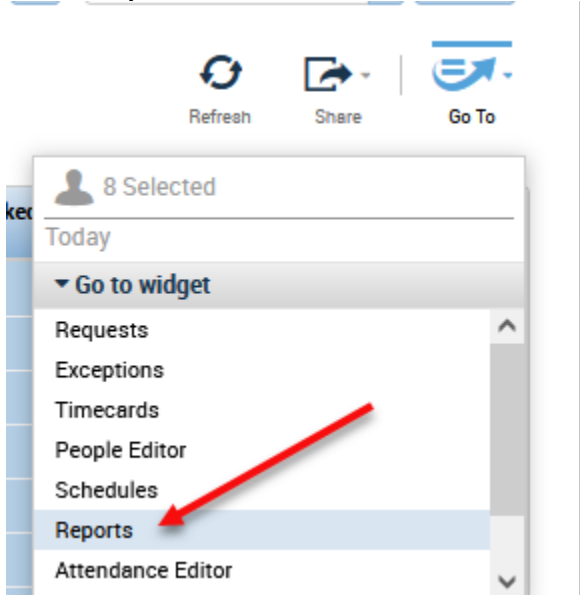 Refresh
Share
Go To
8 Selected
ked
Today
Go to widget
Requests
Exceptions
Timecards
People Editor
Schedules
Reports
Attendance Editor